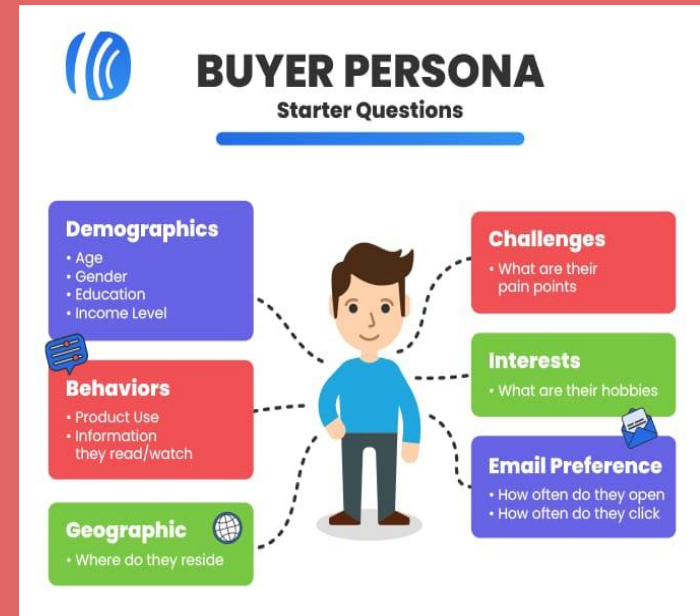 BUYER PERSONA
Starter Questions
Demographics
• Age
• Gender
• Education
• Income Level
Behaviors
• Product Use
• Information
they read/watch
Geographic
• Where do they reside
Challenges
• What are their
pain points
Interests
• What are their hobbies
Email Preference
• How often do they open
• How often do they click